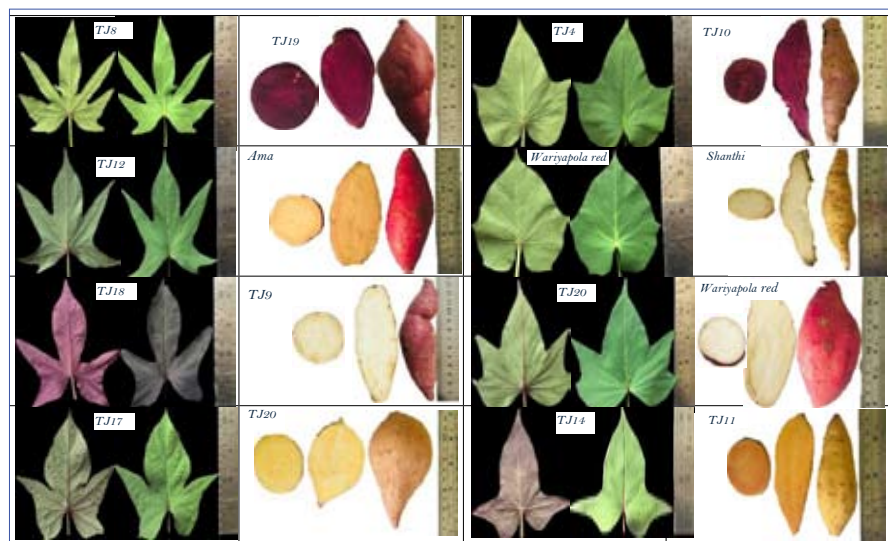 TJ8
TJ19
TJ4
TJ10
TJ12
Ama
Wariyapola red
Shanthi
TJ18
TJ9
TJ20
Wariyapola red
TJ17
TJ20
TJ14
TJ11